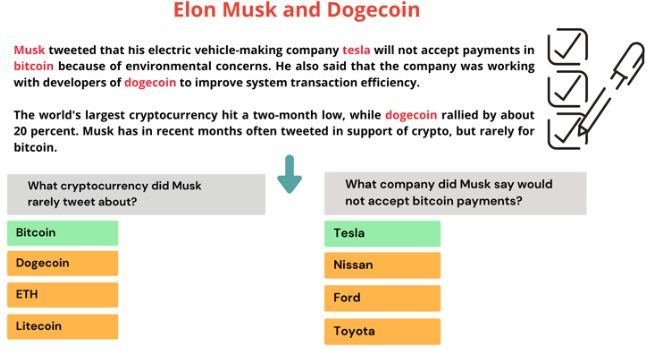 Elon Musk and Dogecoin
Musk tweeted that his electric vehicle-making company tesla will not accept payments in
bitcoin because of environmental concerns. He also said that the company was working
with developers of dogecoin to improve system transaction efficiency.
The world's largest cryptocurrency hit a two-month low, while dogecoin rallied by about
20 percent. Musk has in recent months often tweeted in support of crypto, but rarely for
bitcoin.
What cryptocurrency did Musk
rarely tweet about?
Bitcoin
Dogecoin
ETH
Litecoin
What company did Musk say would
not accept bitcoin payments?
Tesla
Nissan
Ford
Toyota